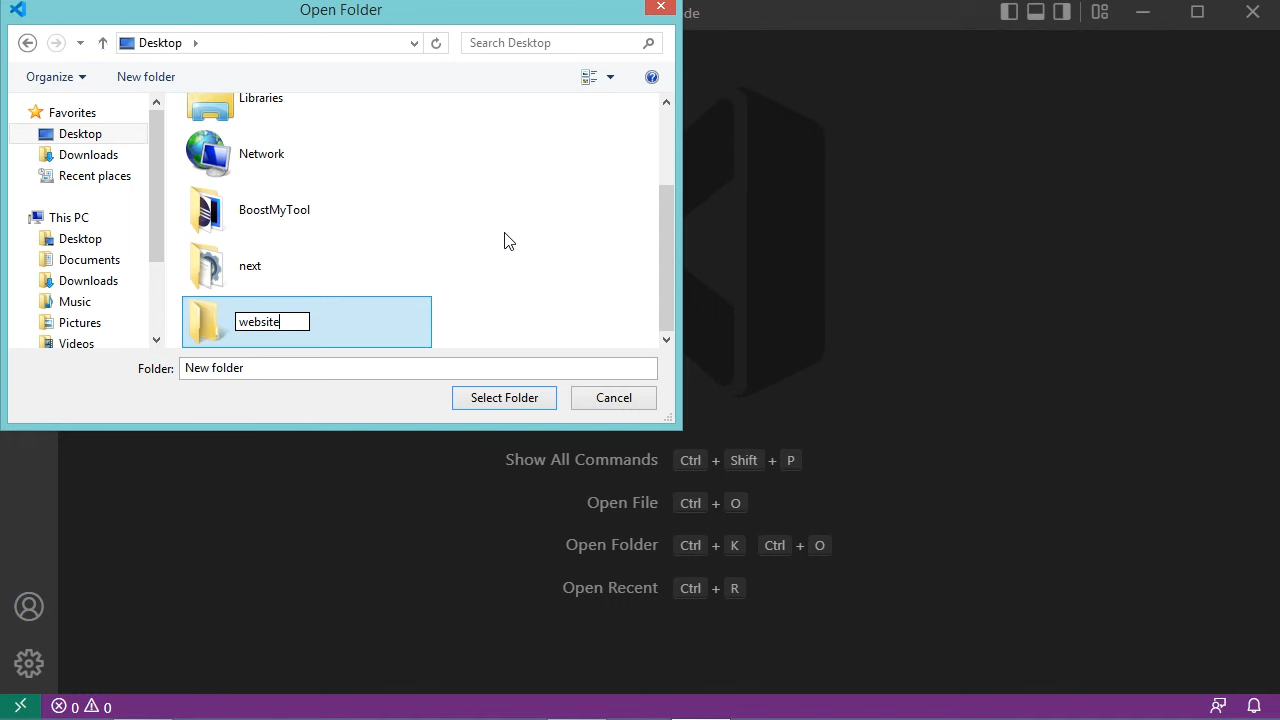 Open Folder
de
Desktop
Search Desktop
Organize
New folder
Favorites
Desktop
Downloads
Recent places
This PC
Desktop
Documents
Downloads
Music
Pictures
Videos
Libraries
Network
BoostMyTool
next
website
Folder: New folder
Select Folder Cancel
Show All Commands Ctrl + Shift + P
Open File Ctrl + O
Open Folder Ctrl + K Ctrl + O
Open Recent Ctrl + R
0 0